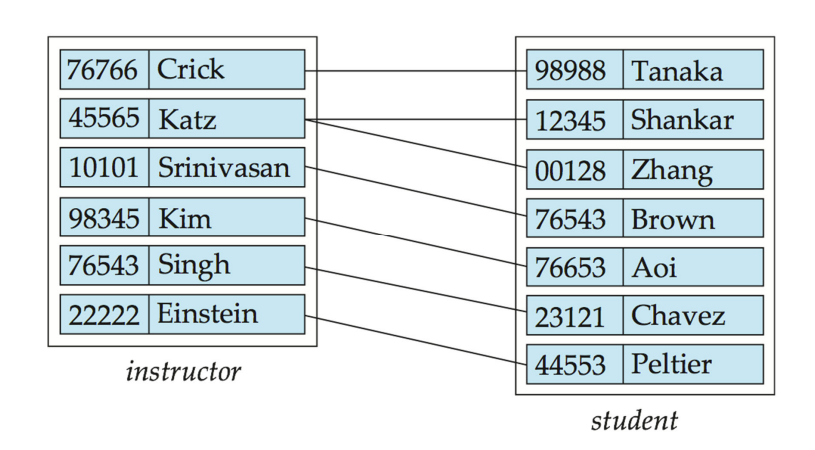 76766 Crick
45565 Katz
10101 Srinivasan
98345 Kim
76543 Singh
22222 Einstein
instructor
98988 Tanaka
12345 Shankar
00128 Zhang
76543 Brown
76653 Aoi
23121 Chavez
44553 Peltier
student